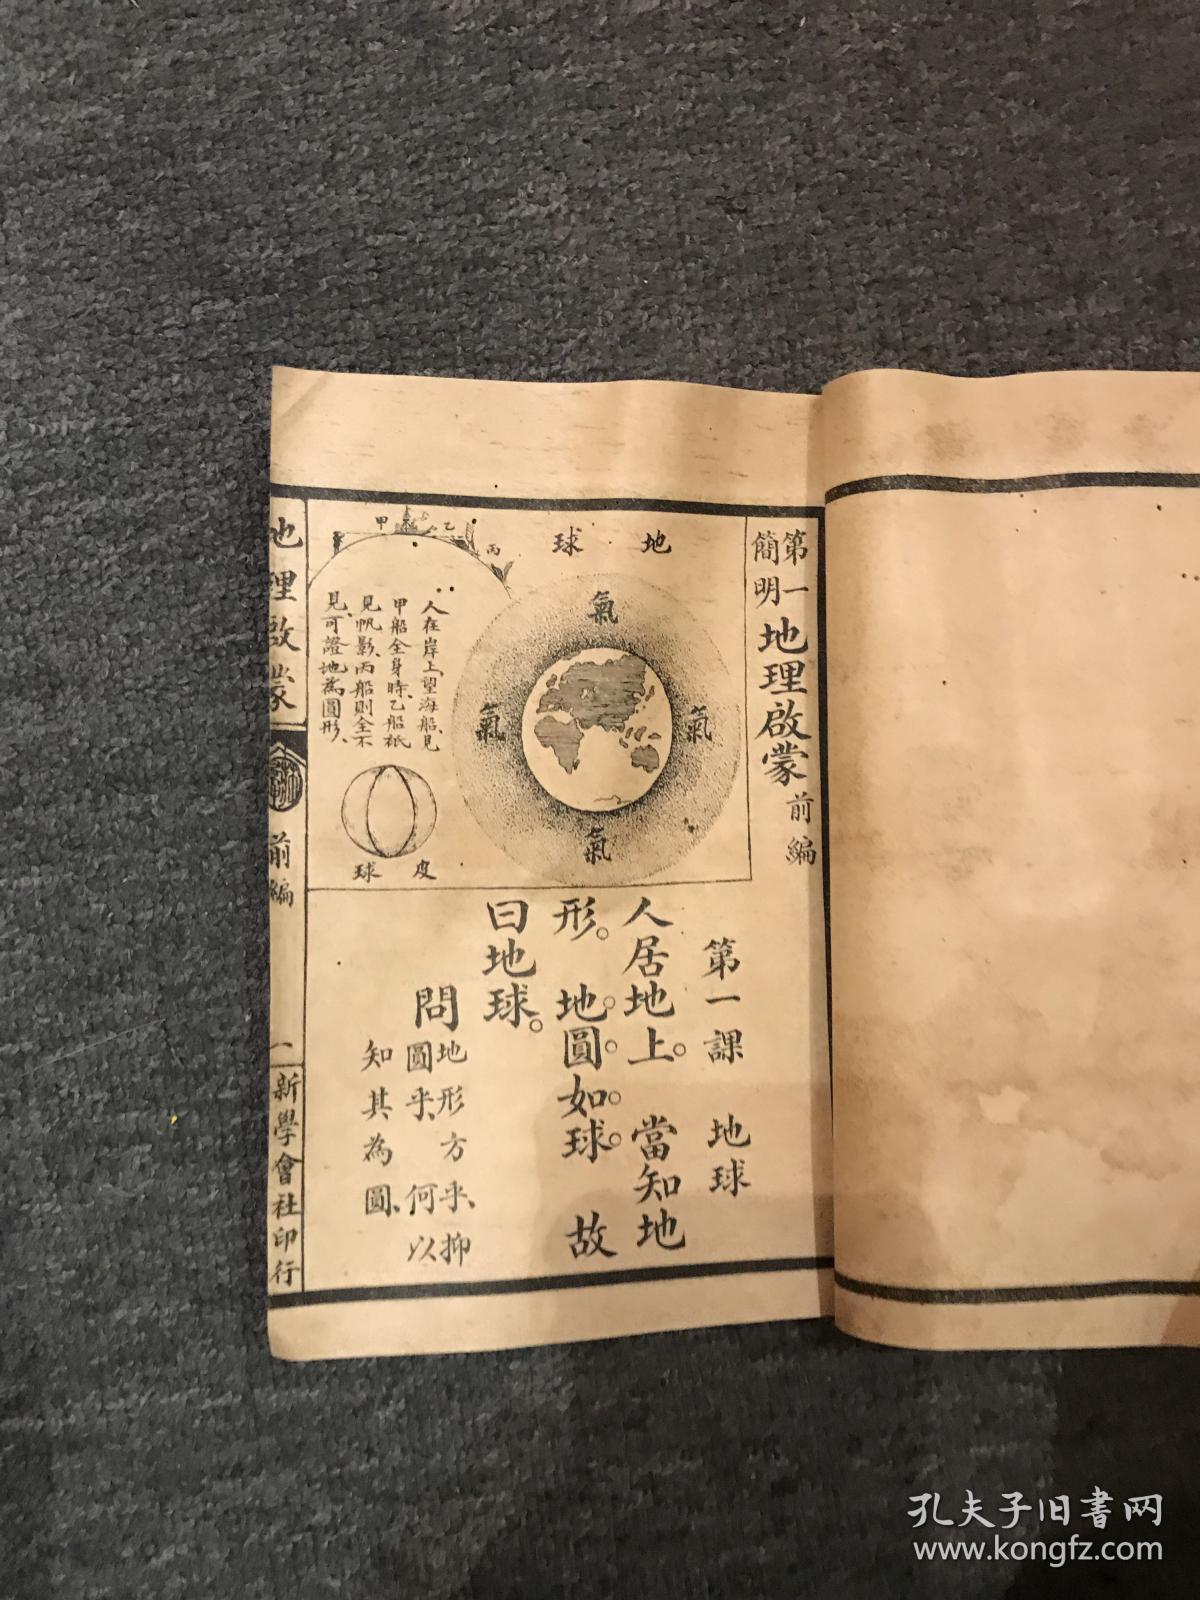 第一
簡明
地理啟蒙
前編
地球
氣
氣
氣
氣
甲
乙
丙
人在岸上、望海船、見
甲船全身時、乙船祇
見帆影、丙船則全不
見、可證地為圓形、
皮球
第一課 地球
人居地上。當知地
形。地圓如球。故
曰地球。
問
地形方乎、抑
圓乎、何以
知其為圓、
地理啟蒙
前編
一
新學會社印行
孔夫子旧書网
www.kongfz.com